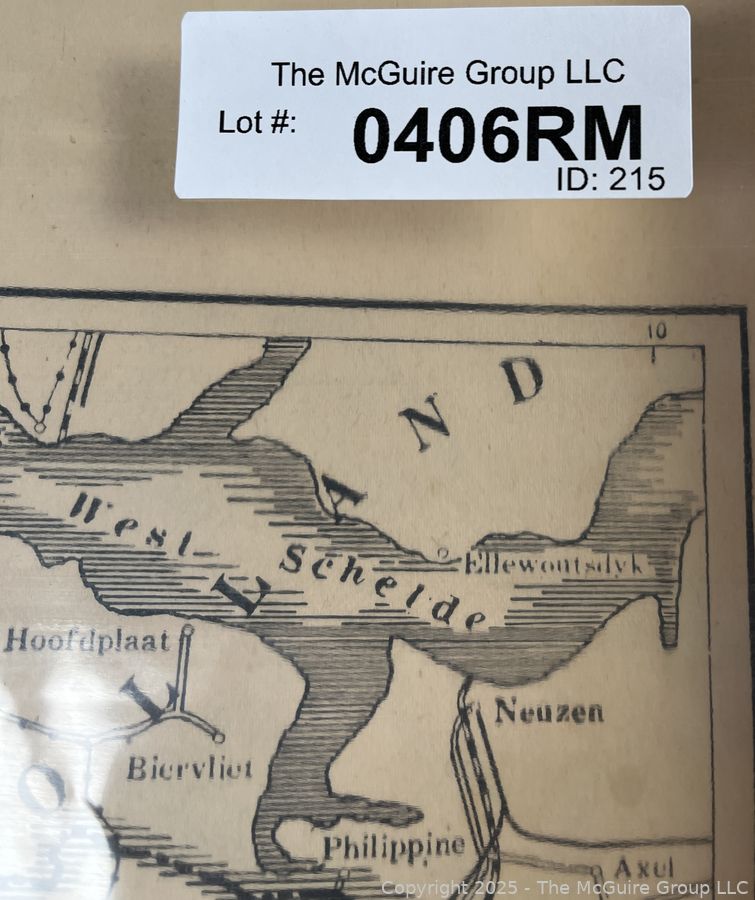 The McGuire Group LLC
Lot #: 0406RM
ID: 215
10
L L A N D
West-Schelde
Ellewoutsdyk
Hoofdplaat
Neuzen
Biervliet
O
Philippine
Axel
Copyright 2025 - The McGuire Group LLC